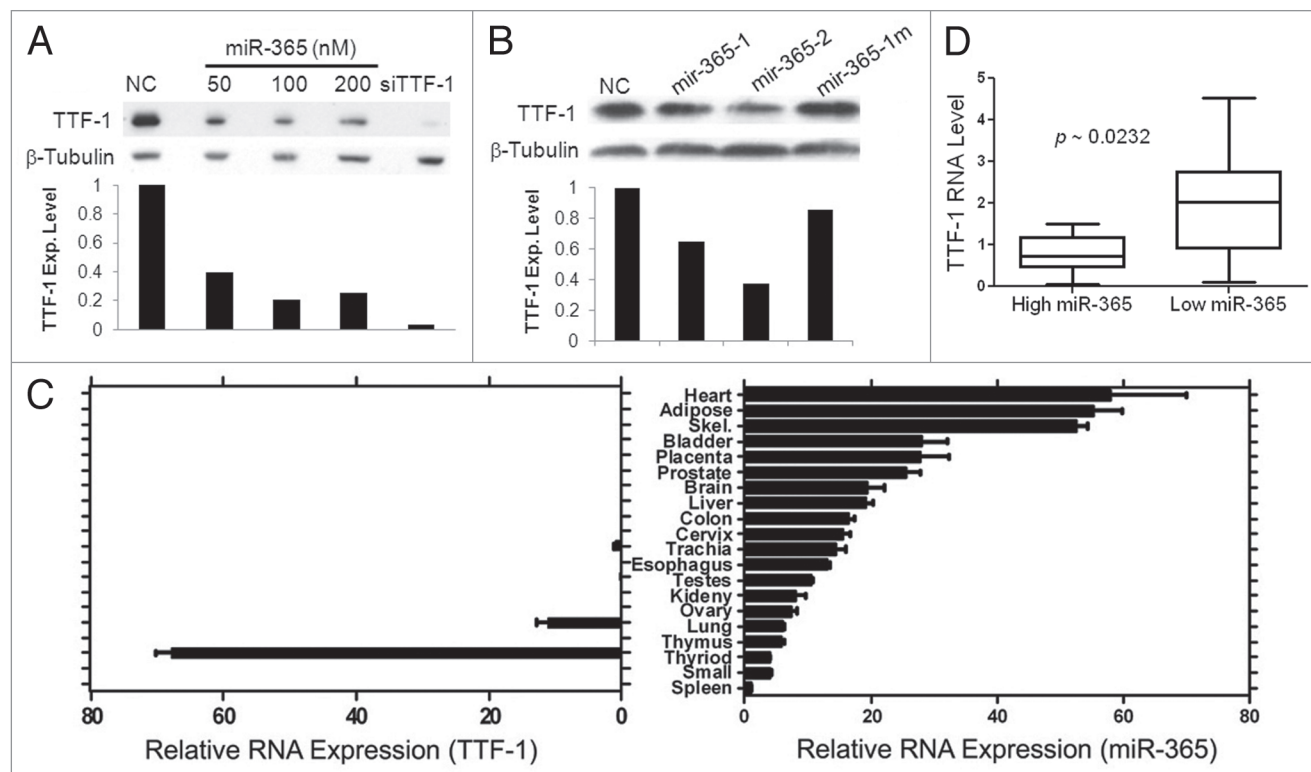 A
miR-365 (nM)
NC 50 100 200 siTTF-1
TTF-1
β-Tubulin
TTF-1 Exp. Level
1
0.8
0.6
0.4
0.2
0
B
NC mir-365-1 mir-365-2 mir-365-1m
TTF-1
β-Tubulin
TTF-1 Exp. Level
1
0.8
0.6
0.4
0.2
0
D
TTF-1 RNA Level
5
4
3
2
1
0
p ~ 0.0232
High miR-365 Low miR-365
C
80 60 40 20 0
Relative RNA Expression (TTF-1)
Heart
Adipose
Skel.
Bladder
Placenta
Prostate
Brain
Liver
Colon
Cervix
Trachia
Esophagus
Testes
Kideny
Ovary
Lung
Thymus
Thyriod
Small
Spleen
0 20 40 60 80
Relative RNA Expression (miR-365)